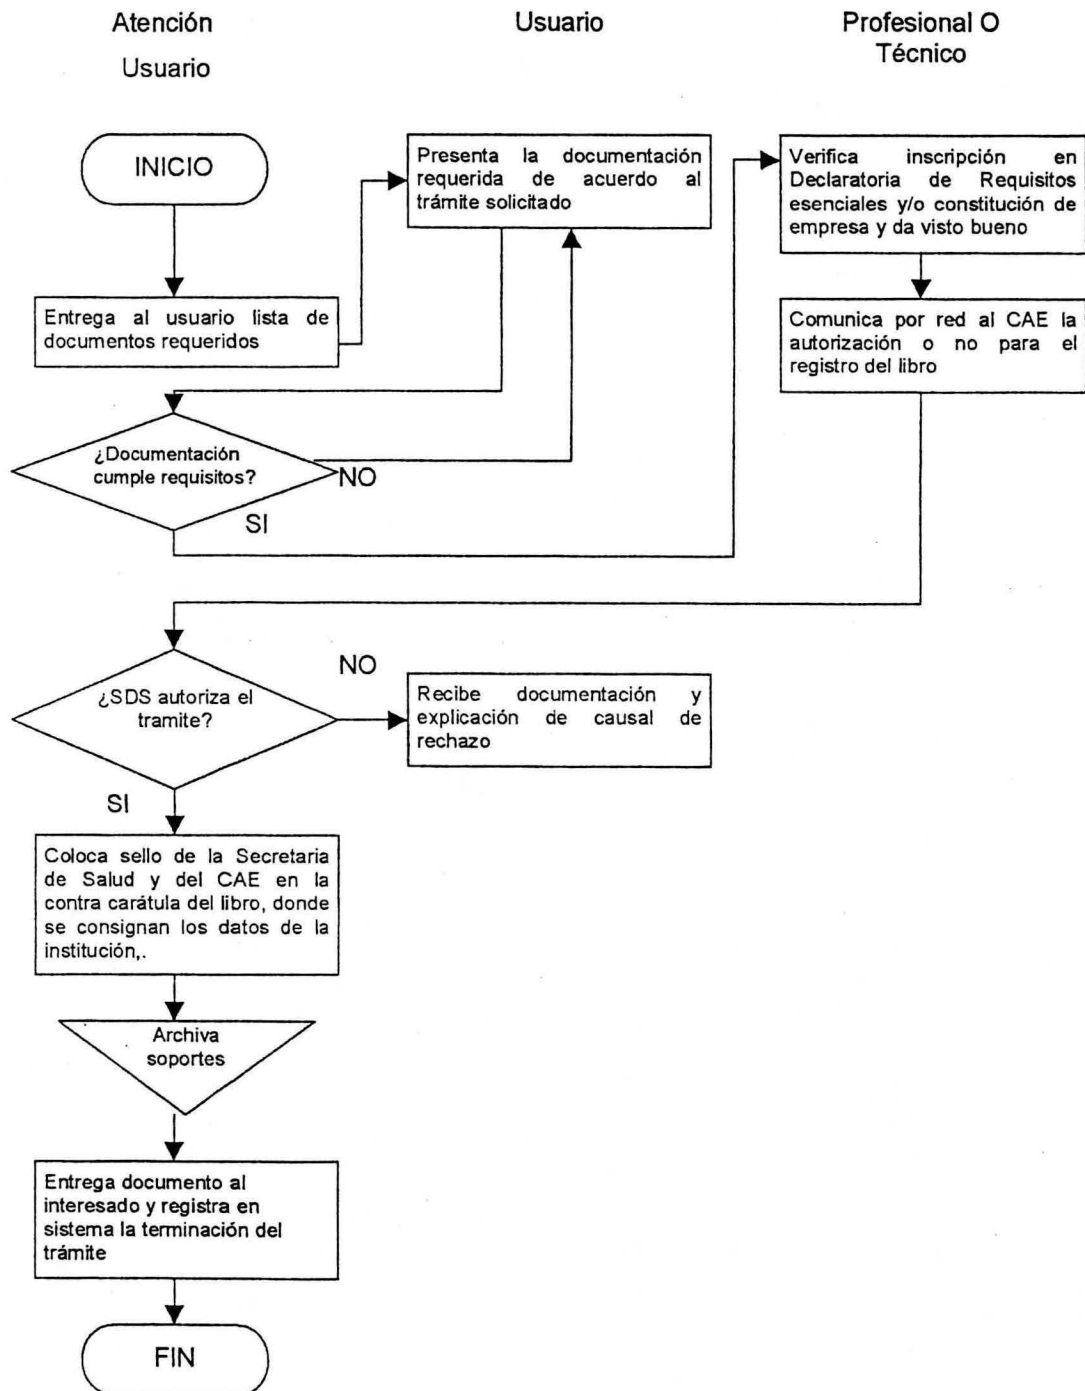 Atención
Usuario
Usuario
Profesional O
Técnico
INICIO
Presenta la documentación
requerida de acuerdo al
trámite solicitado
Verifica inscripción en
Declaratoria de Requisitos
esenciales y/o constitución de
empresa y da visto bueno
Entrega al usuario lista de
documentos requeridos
Comunica por red al CAE la
autorización o no para el
registro del libro
¿Documentación
cumple requisitos?
NO
SI
¿SDS autoriza el
tramite?
NO
Recibe documentación y
explicación de causal de
rechazo
SI
Coloca sello de la Secretaria
de Salud y del CAE en la
contra carátula del libro, donde
se consignan los datos de la
institución,.
Archiva
soportes
Entrega documento al
interesado y registra en
sistema la terminación del
trámite
FIN